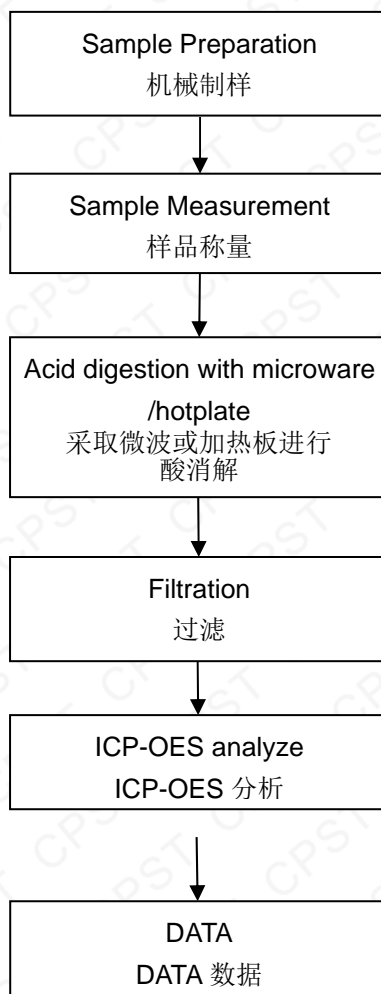 Sample Preparation
机械制样
Sample Measurement
样品称量
Acid digestion with microware
/hotplate
采取微波或加热板进行
酸消解
Filtration
过滤
ICP-OES analyze
ICP-OES 分析
DATA
DATA 数据